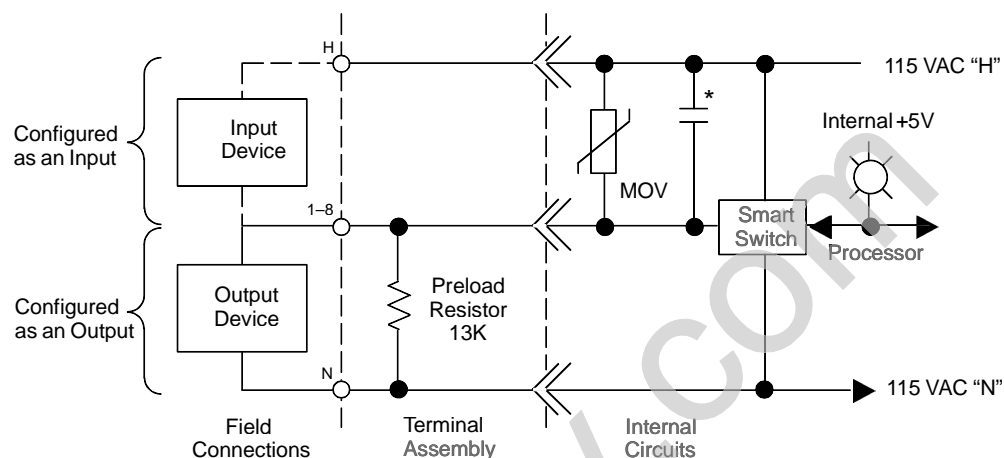 H
115 VAC “H”
*
Configured
as an Input
Input
Device
Internal +5V
MOV
1–8
Smart
Switch
Processor
Configured
as an Output
Output
Device
Preload
Resistor
13K
N
115 VAC “N”
Field
Connections
Terminal
Assembly
Internal
Circuits